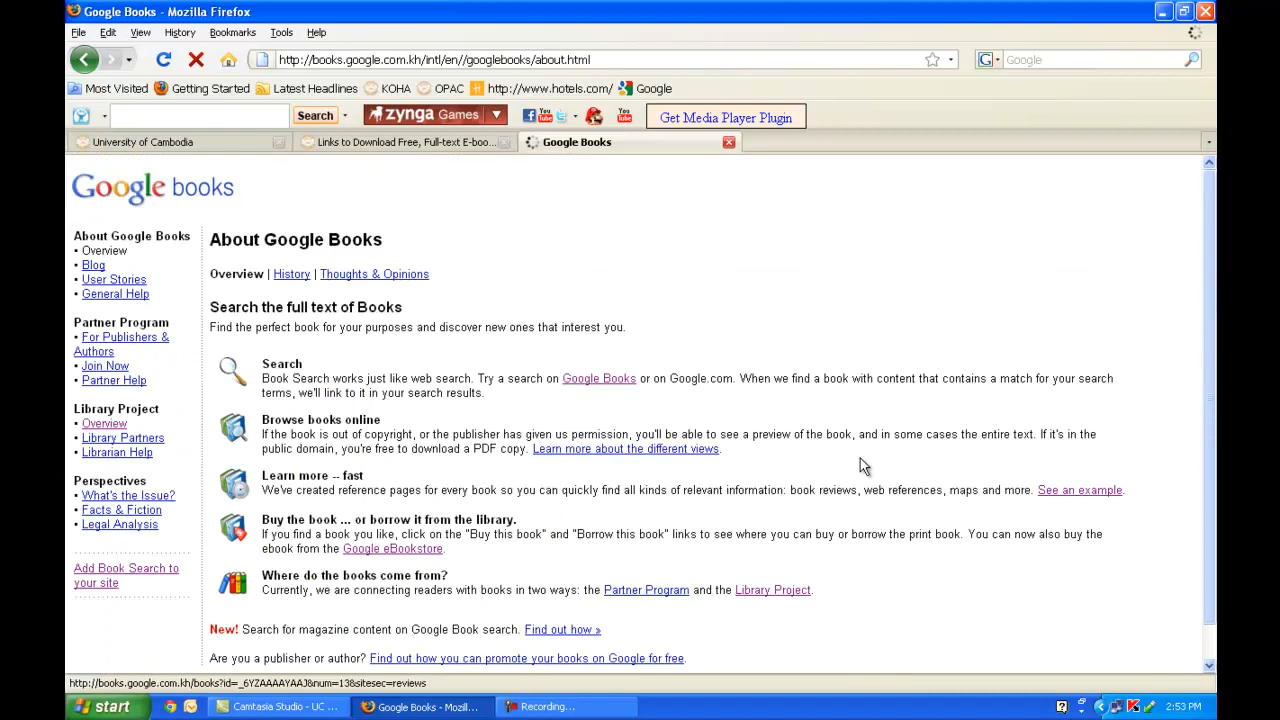 Google Books - Mozilla Firefox
File Edit View History Bookmarks Tools Help
http://books.google.com.kh/intl/en//googlebooks/about.html
Google
Most Visited Getting Started Latest Headlines KOHA OPAC http://www.hotels.com/ Google
Search zynga Games You Tube You Tube Get Media Player Plugin
University of Cambodia Links to Download Free, Full-text E-boo... Google Books
Google books
About Google Books
Overview
Blog
User Stories
General Help
Partner Program
For Publishers &
Authors
Join Now
Partner Help
Library Project
Overview
Library Partners
Librarian Help
Perspectives
What's the Issue?
Facts & Fiction
Legal Analysis
Add Book Search to
your site
About Google Books
Overview | History | Thoughts & Opinions
Search the full text of Books
Find the perfect book for your purposes and discover new ones that interest you.
Search
Book Search works just like web search. Try a search on Google Books or on Google.com. When we find a book with content that contains a match for your search
terms, we'll link to it in your search results.
Browse books online
If the book is out of copyright, or the publisher has given us permission, you'll be able to see a preview of the book, and in some cases the entire text. If it's in the
public domain, you're free to download a PDF copy. Learn more about the different views.
Learn more -- fast
We've created reference pages for every book so you can quickly find all kinds of relevant information: book reviews, web references, maps and more. See an example.
Buy the book ... or borrow it from the library.
If you find a book you like, click on the "Buy this book" and "Borrow this book" links to see where you can buy or borrow the print book. You can now also buy the
ebook from the Google eBookstore.
Where do the books come from?
Currently, we are connecting readers with books in two ways: the Partner Program and the Library Project.
New! Search for magazine content on Google Book search. Find out how »
Are you a publisher or author? Find out how you can promote your books on Google for free.
http://books.google.com.kh/books?id=_6YZAAAAYAAJ&num=13&sitesec=reviews
start Camtasia Studio - UC ... Google Books - Mozill... Recording... 2:53 PM